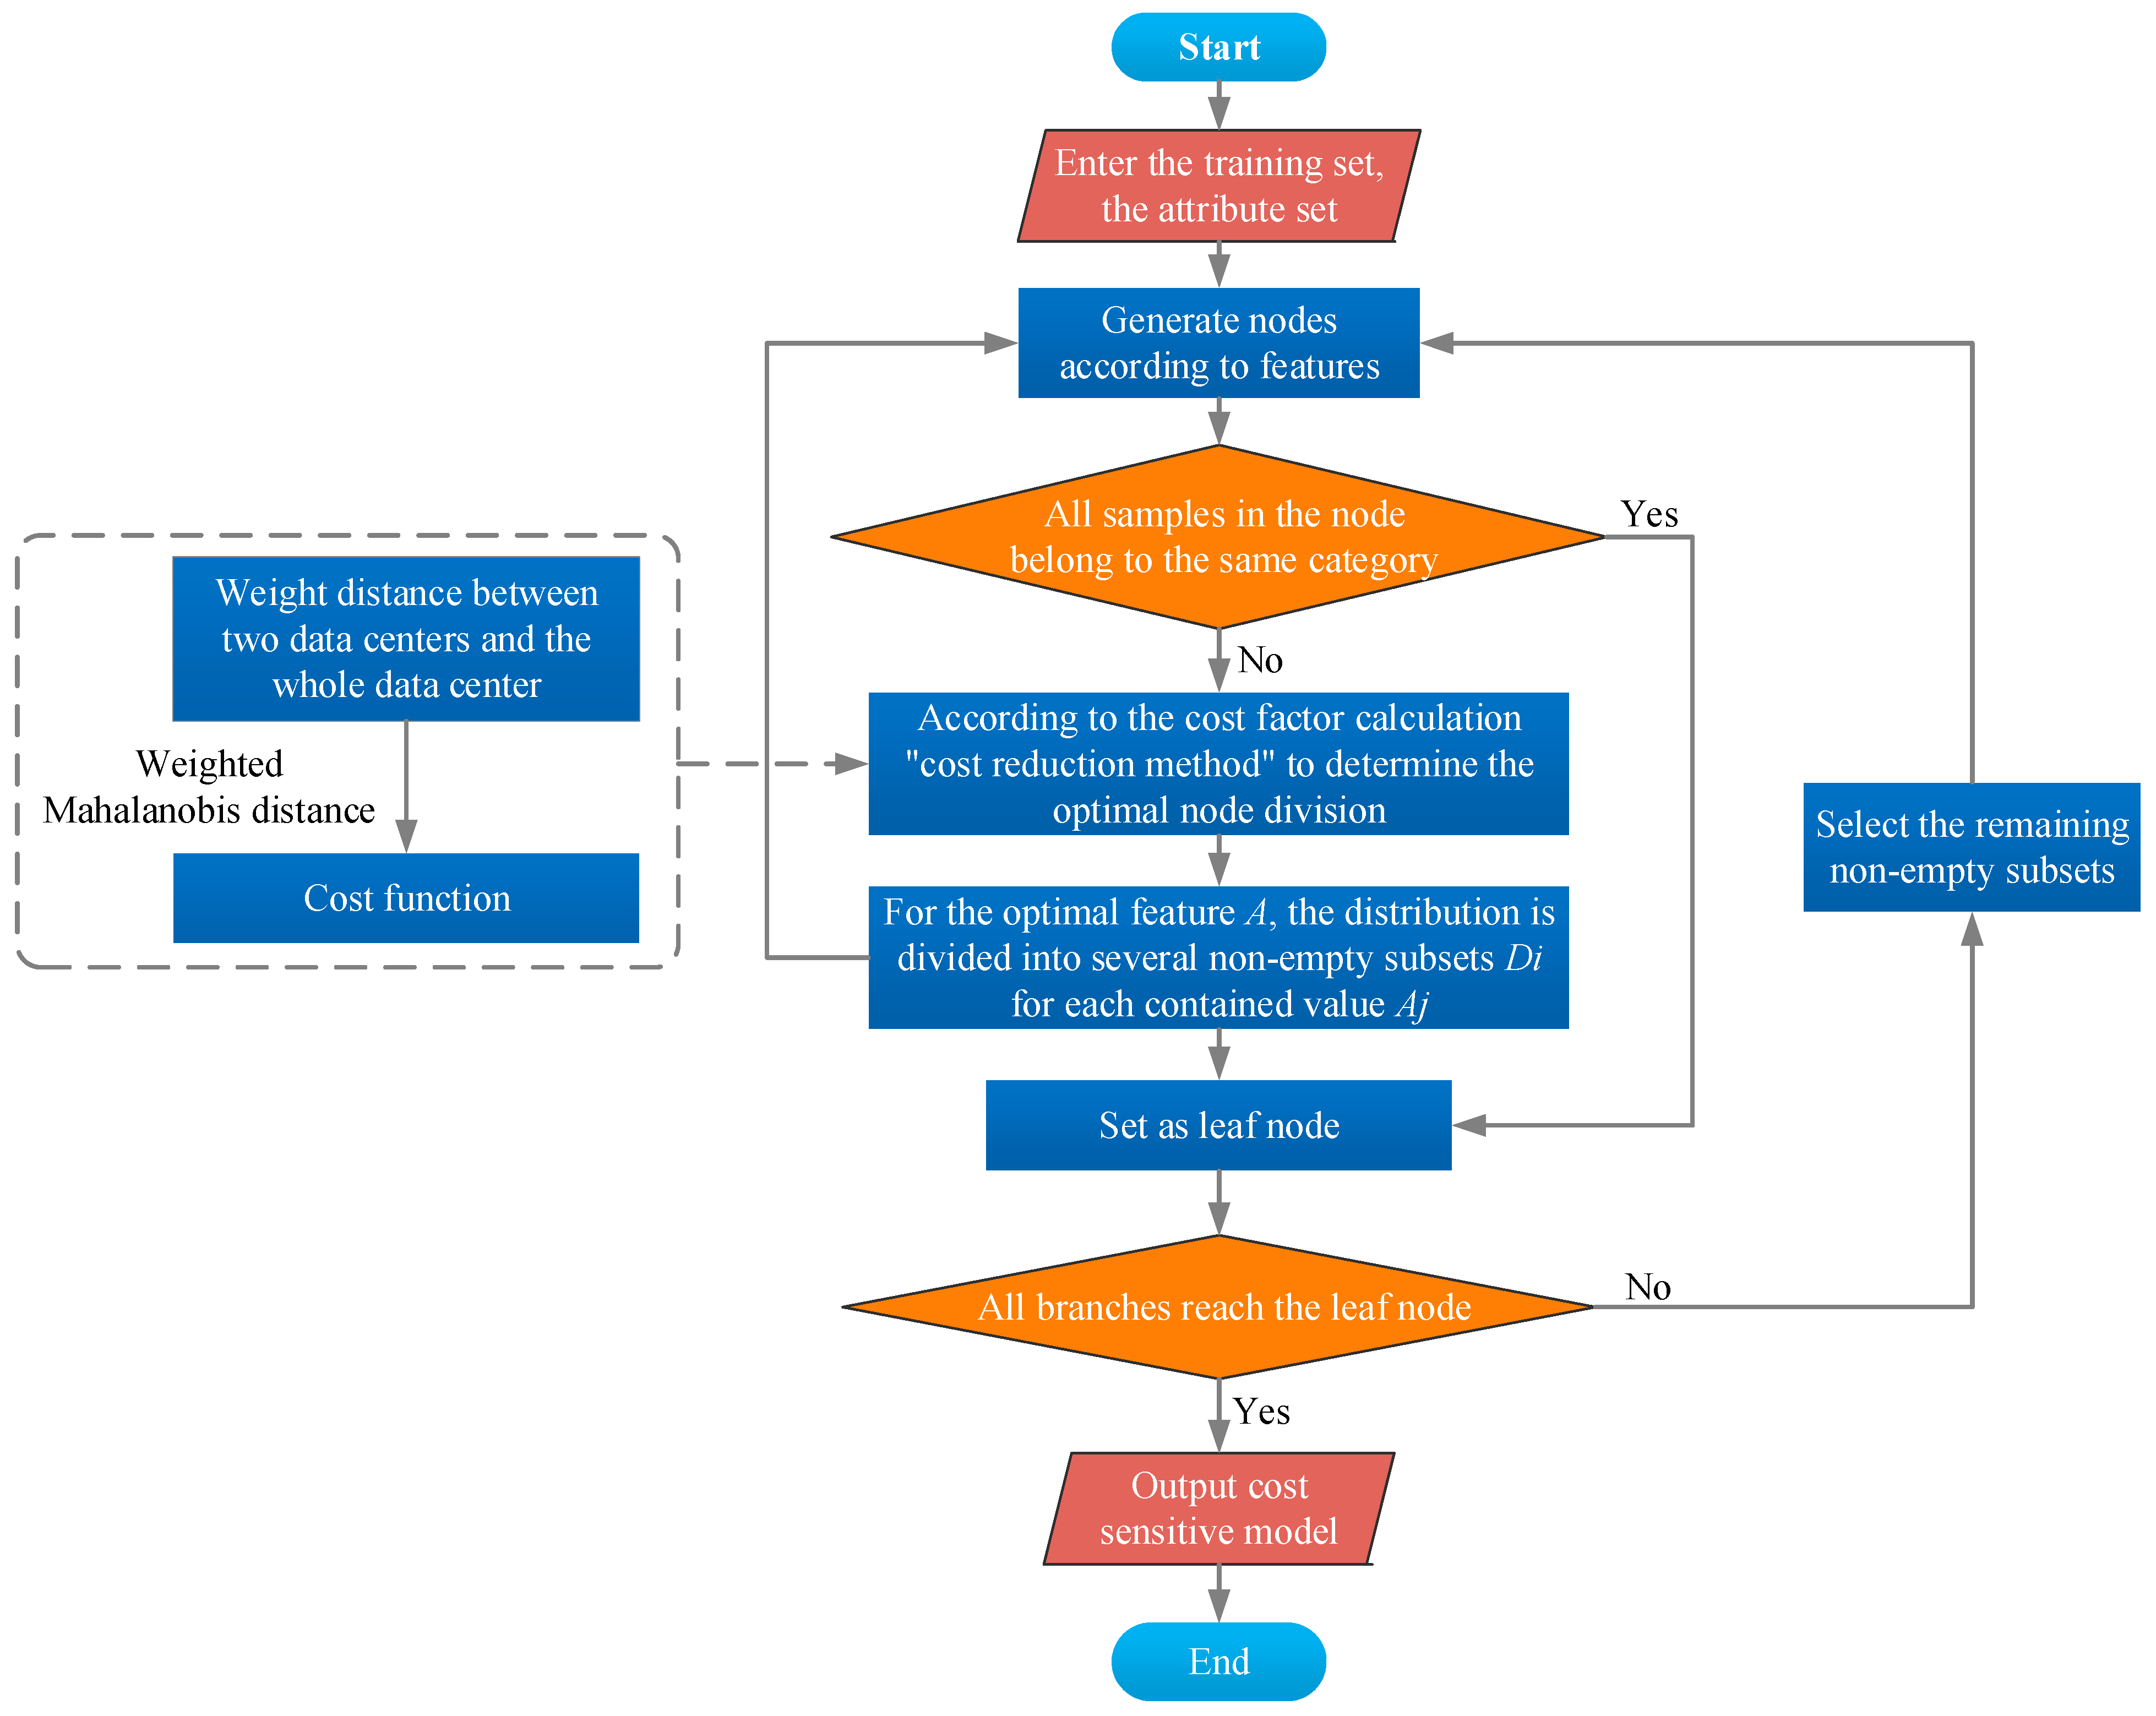 Start
Enter the training set,
the attribute set
Generate nodes
according to features
All samples in the node
belong to the same category
Yes
No
Weight distance between
two data centers and the
whole data center
Weighted
Mahalanobis distance
Cost function
According to the cost factor calculation
"cost reduction method" to determine the
optimal node division
For the optimal feature A, the distribution is
divided into several non-empty subsets Di
for each contained value Aj
Select the remaining
non-empty subsets
Set as leaf node
All branches reach the leaf node
No
Yes
Output cost
sensitive model
End